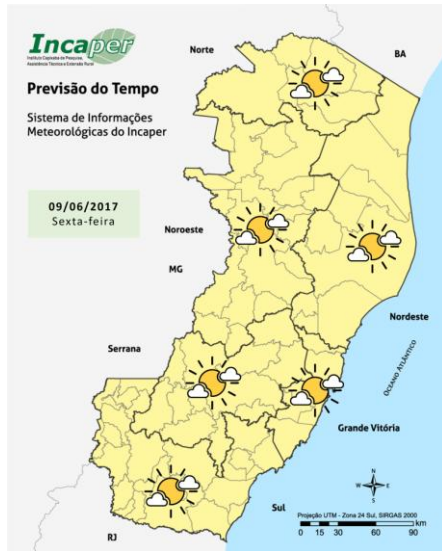 Incaper
Instituto Capixaba de Pesquisa,
Assistência Técnica e Extensão Rural
Previsão do Tempo
Sistema de Informações
Meteorológicas do Incaper
09/06/2017
Sexta-feira
Norte
BA
Noroeste
MG
Nordeste
Serrana
OCEANO ATLÂNTICO
Grande Vitória
Sul
RJ
N
W
E
S
Projeção UTM - Zona 24 Sul, SIRGAS 2000
km
0 15 30 60 90